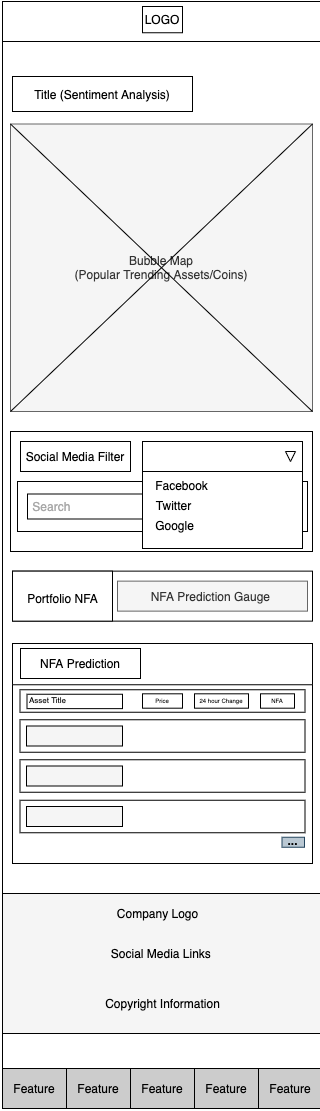 LOGO
Title (Sentiment Analysis)
Bubble Map
(Popular Trending Assets/Coins)
Social Media Filter
Facebook
Search
Twitter
Google
Portfolio NFA
NFA Prediction Gauge
NFA Prediction
Asset Title Price 24 hour Change NFA
...
Company Logo
Social Media Links
Copyright Information
Feature Feature Feature Feature Feature